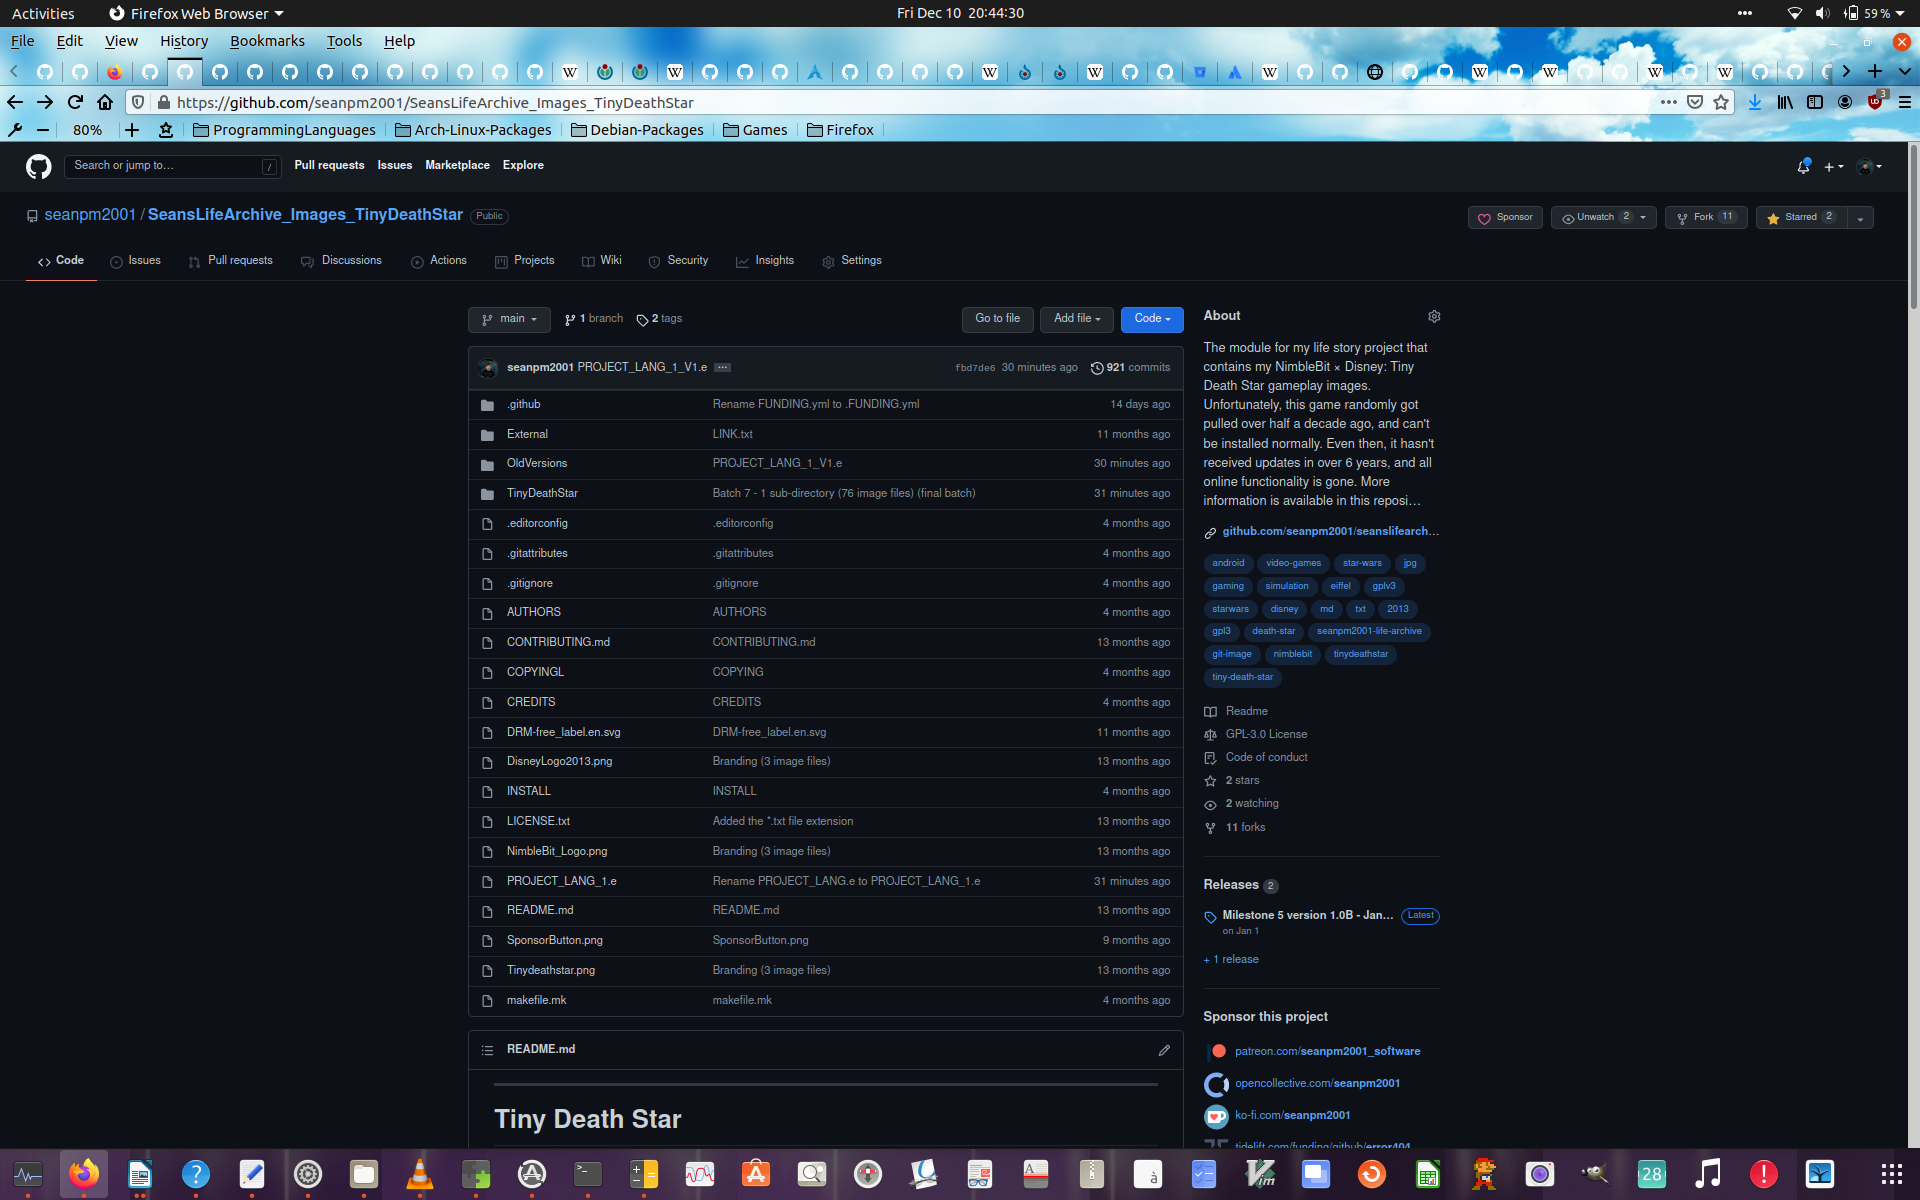 Activities Firefox Web Browser Fri Dec 10 20:44:30 59 %
File Edit View History Bookmarks Tools Help
https://github.com/seanpm2001/SeansLifeArchive_Images_TinyDeathStar 3
80% ProgrammingLanguages Arch-Linux-Packages Debian-Packages Games Firefox
Search or jump to... / Pull requests Issues Marketplace Explore
seanpm2001 / SeansLifeArchive_Images_TinyDeathStar Public Sponsor Unwatch 2 Fork 11 Starred 2
Code Issues Pull requests Discussions Actions Projects Wiki Security Insights Settings
main 1 branch 2 tags Go to file Add file Code
seanpm2001 PROJECT_LANG_1_V1.e ... fbd7de6 30 minutes ago 921 commits
.github Rename FUNDING.yml to .FUNDING.yml 14 days ago
External LINK.txt 11 months ago
OldVersions PROJECT_LANG_1_V1.e 30 minutes ago
TinyDeathStar Batch 7 - 1 sub-directory (76 image files) (final batch) 31 minutes ago
.editorconfig .editorconfig 4 months ago
.gitattributes .gitattributes 4 months ago
.gitignore .gitignore 4 months ago
AUTHORS AUTHORS 4 months ago
CONTRIBUTING.md CONTRIBUTING.md 13 months ago
COPYINGL COPYING 4 months ago
CREDITS CREDITS 4 months ago
DRM-free_label.en.svg DRM-free_label.en.svg 11 months ago
DisneyLogo2013.png Branding (3 image files) 13 months ago
INSTALL INSTALL 4 months ago
LICENSE.txt Added the *.txt file extension 13 months ago
NimbleBit_Logo.png Branding (3 image files) 13 months ago
PROJECT_LANG_1.e Rename PROJECT_LANG.e to PROJECT_LANG_1.e 31 minutes ago
README.md README.md 13 months ago
SponsorButton.png SponsorButton.png 9 months ago
Tinydeathstar.png Branding (3 image files) 13 months ago
makefile.mk makefile.mk 4 months ago
README.md
Tiny Death Star
About
The module for my life story project that
contains my NimbleBit × Disney: Tiny
Death Star gameplay images.
Unfortunately, this game randomly got
pulled over half a decade ago, and can't
be installed normally. Even then, it hasn't
received updates in over 6 years, and all
online functionality is gone. More
information is available in this reposi...
github.com/seanpm2001/seanslifearch...
android video-games star-wars jpg
gaming simulation eiffel gplv3
starwars disney md txt 2013
gpl3 death-star seanpm2001-life-archive
git-image nimblebit tinydeathstar
tiny-death-star
Readme
GPL-3.0 License
Code of conduct
2 stars
2 watching
11 forks
Releases 2
Milestone 5 version 1.0B - Jan... Latest
on Jan 1
+ 1 release
Sponsor this project
patreon.com/seanpm2001_software
opencollective.com/seanpm2001
ko-fi.com/seanpm2001
tidelift.com/funding/github/error404
28